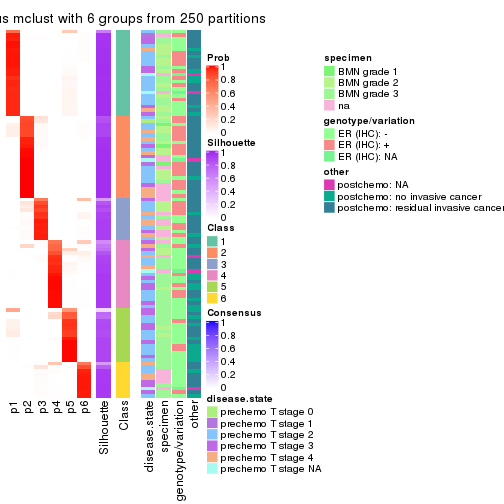 us mclust with 6 groups from 250 partitions
Prob
1
0.8
0.6
0.4
0.2
0
Silhouette
1
0.8
0.6
0.4
0.2
0
Class
1
2
3
4
5
6
Consensus
1
0.8
0.6
0.4
0.2
0
disease.state
prechemo T stage 0
prechemo T stage 1
prechemo T stage 2
prechemo T stage 3
prechemo T stage 4
prechemo T stage NA
specimen
BMN grade 1
BMN grade 2
BMN grade 3
na
genotype/variation
ER (IHC): -
ER (IHC): +
ER (IHC): NA
other
postchemo: NA
postchemo: no invasive cancer
postchemo: residual invasive cancer
p1
p2
p3
p4
p5
p6
Silhouette
Class
disease.state
specimen
genotype/variation
other